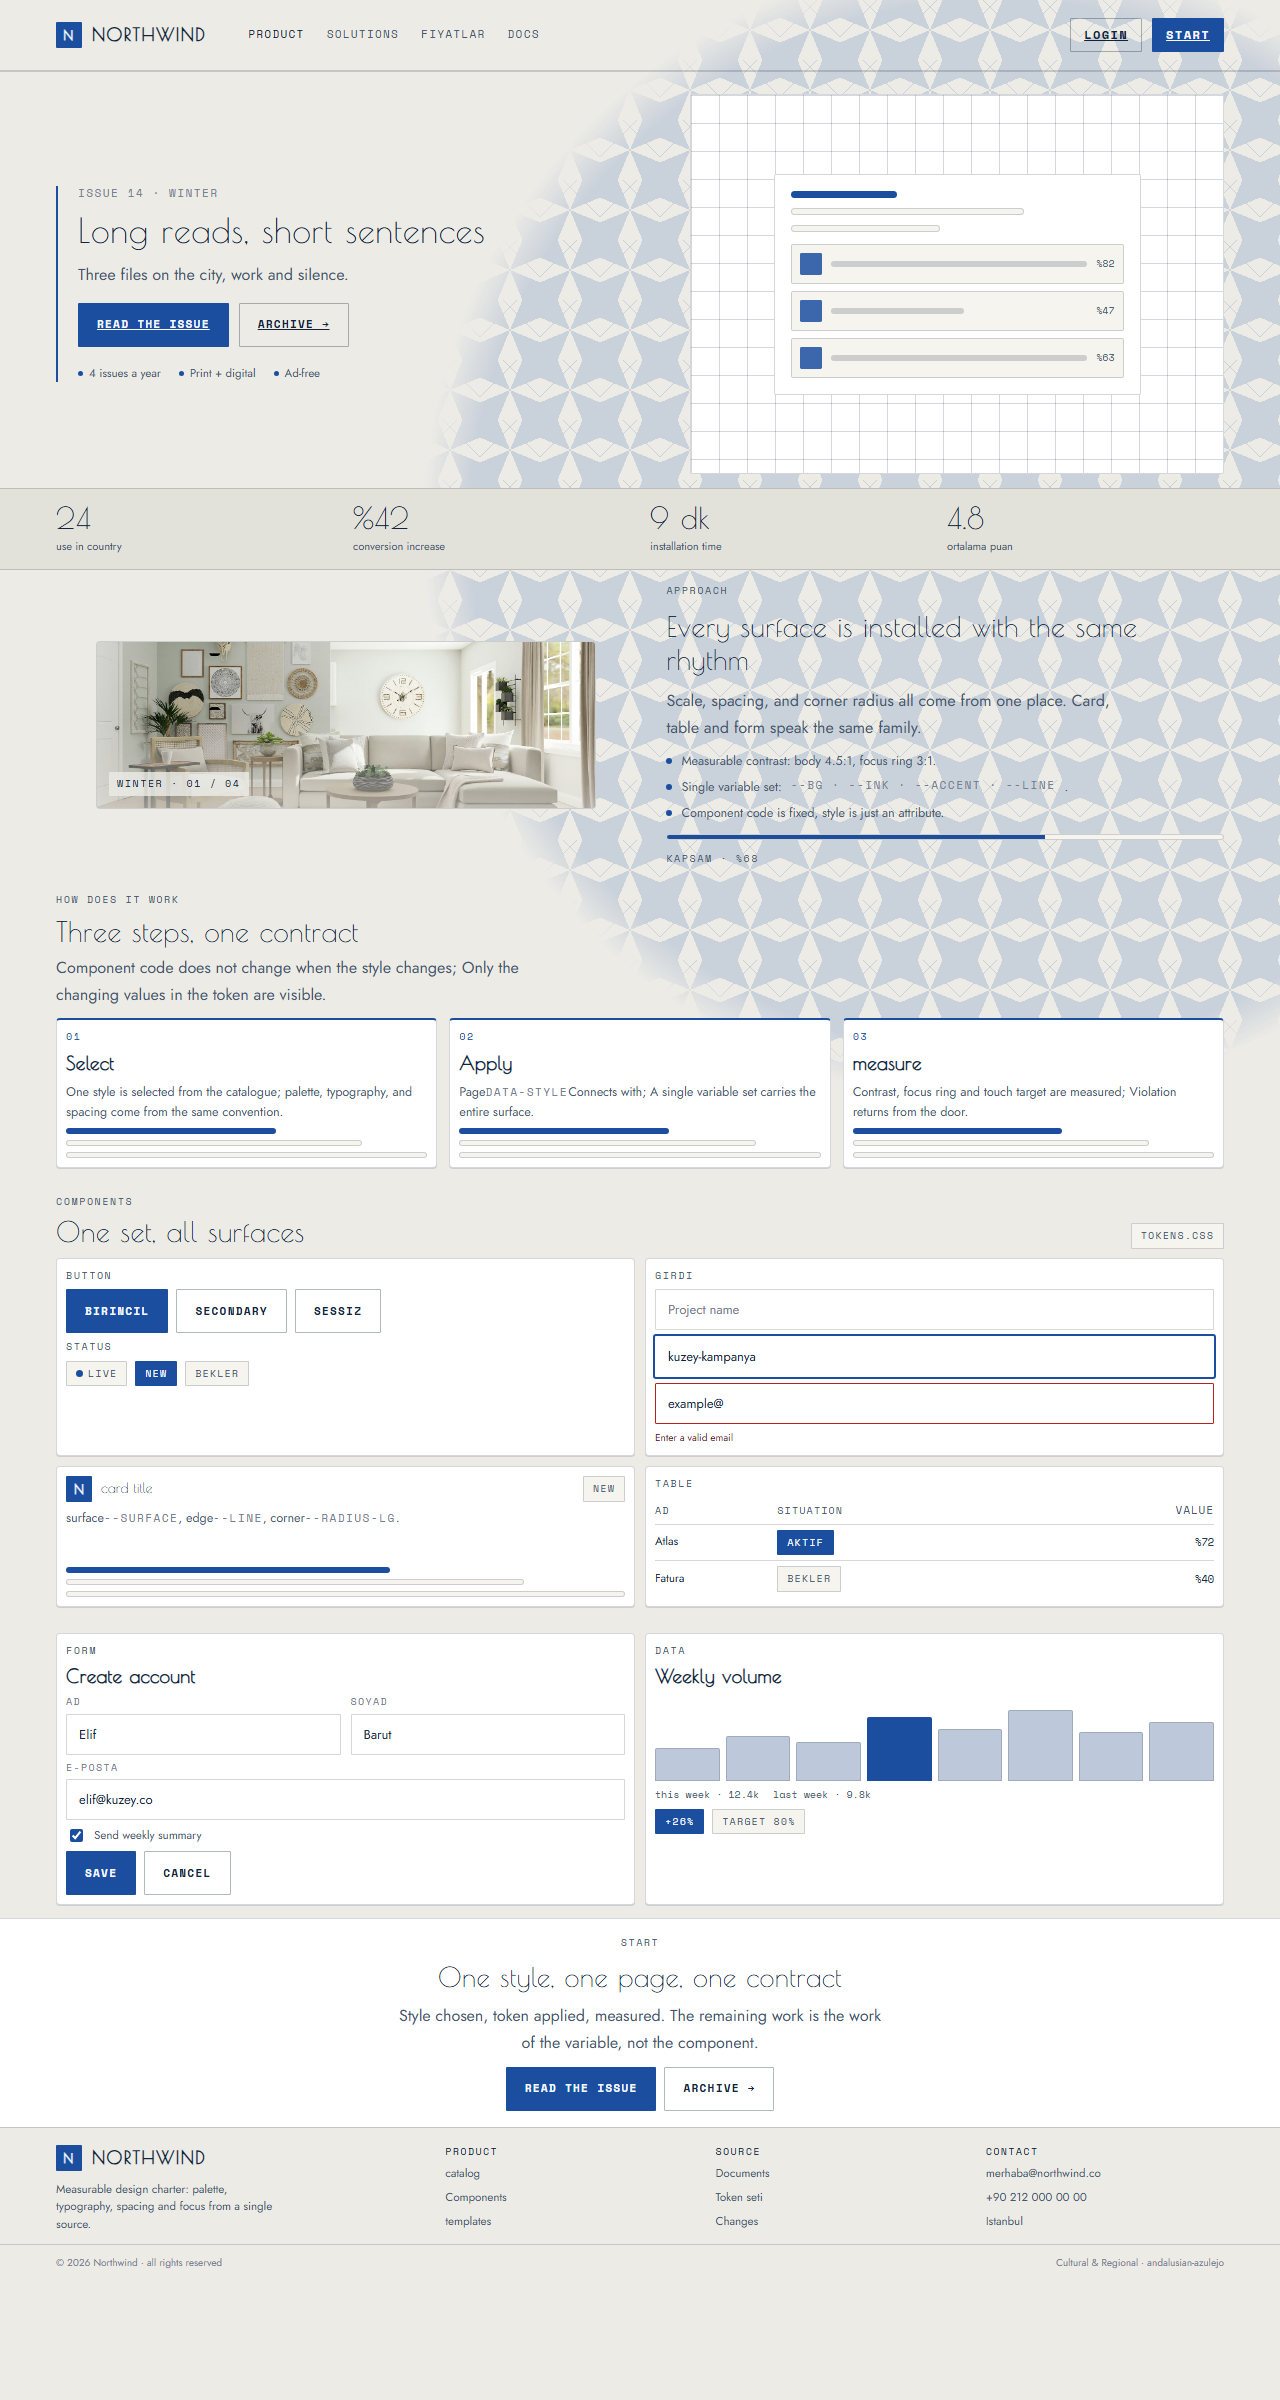 N NORTHWIND PRODUCT SOLUTIONS FIYATLAR DOCS LOGIN START
ISSUE 14 · WINTER
Long reads, short sentences
Three files on the city, work and silence.
READ THE ISSUE ARCHIVE →
4 issues a year Print + digital Ad-free
%82
%47
%63
24 %42 9 dk 4.8
use in country conversion increase installation time ortalama puan
WINTER · 01 / 04
APPROACH
Every surface is installed with the same
rhythm
Scale, spacing, and corner radius all come from one place. Card,
table and form speak the same family.
Measurable contrast: body 4.5:1, focus ring 3:1.
Single variable set: --BG · --INK · --ACCENT · --LINE .
Component code is fixed, style is just an attribute.
KAPSAM · %68
HOW DOES IT WORK
Three steps, one contract
Component code does not change when the style changes; Only the
changing values in the token are visible.
01
Select
One style is selected from the catalogue; palette, typography, and
spacing come from the same convention.
02
Apply
PageDATA-STYLEConnects with; A single variable set carries the
entire surface.
03
measure
Contrast, focus ring and touch target are measured; Violation
returns from the door.
COMPONENTS
One set, all surfaces
TOKENS.CSS
BUTTON
BIRINCIL SECONDARY SESSIZ
STATUS
LIVE NEW BEKLER
GIRDI
Project name
kuzey-kampanya
example@
Enter a valid email
N card title NEW
surface--SURFACE, edge--LINE, corner--RADIUS-LG.
TABLE
AD SITUATION VALUE
Atlas AKTIF %72
Fatura BEKLER %40
FORM
Create account
AD SOYAD
Elif Barut
E-POSTA
elif@kuzey.co
Send weekly summary
SAVE CANCEL
DATA
Weekly volume
this week · 12.4k last week · 9.8k
+26% TARGET 80%
START
One style, one page, one contract
Style chosen, token applied, measured. The remaining work is the work
of the variable, not the component.
READ THE ISSUE ARCHIVE →
N NORTHWIND
Measurable design charter: palette,
typography, spacing and focus from a single
source.
PRODUCT
catalog
Components
templates
SOURCE
Documents
Token seti
Changes
CONTACT
merhaba@northwind.co
+90 212 000 00 00
Istanbul
© 2026 Northwind · all rights reserved
Cultural & Regional · andalusian-azulejo